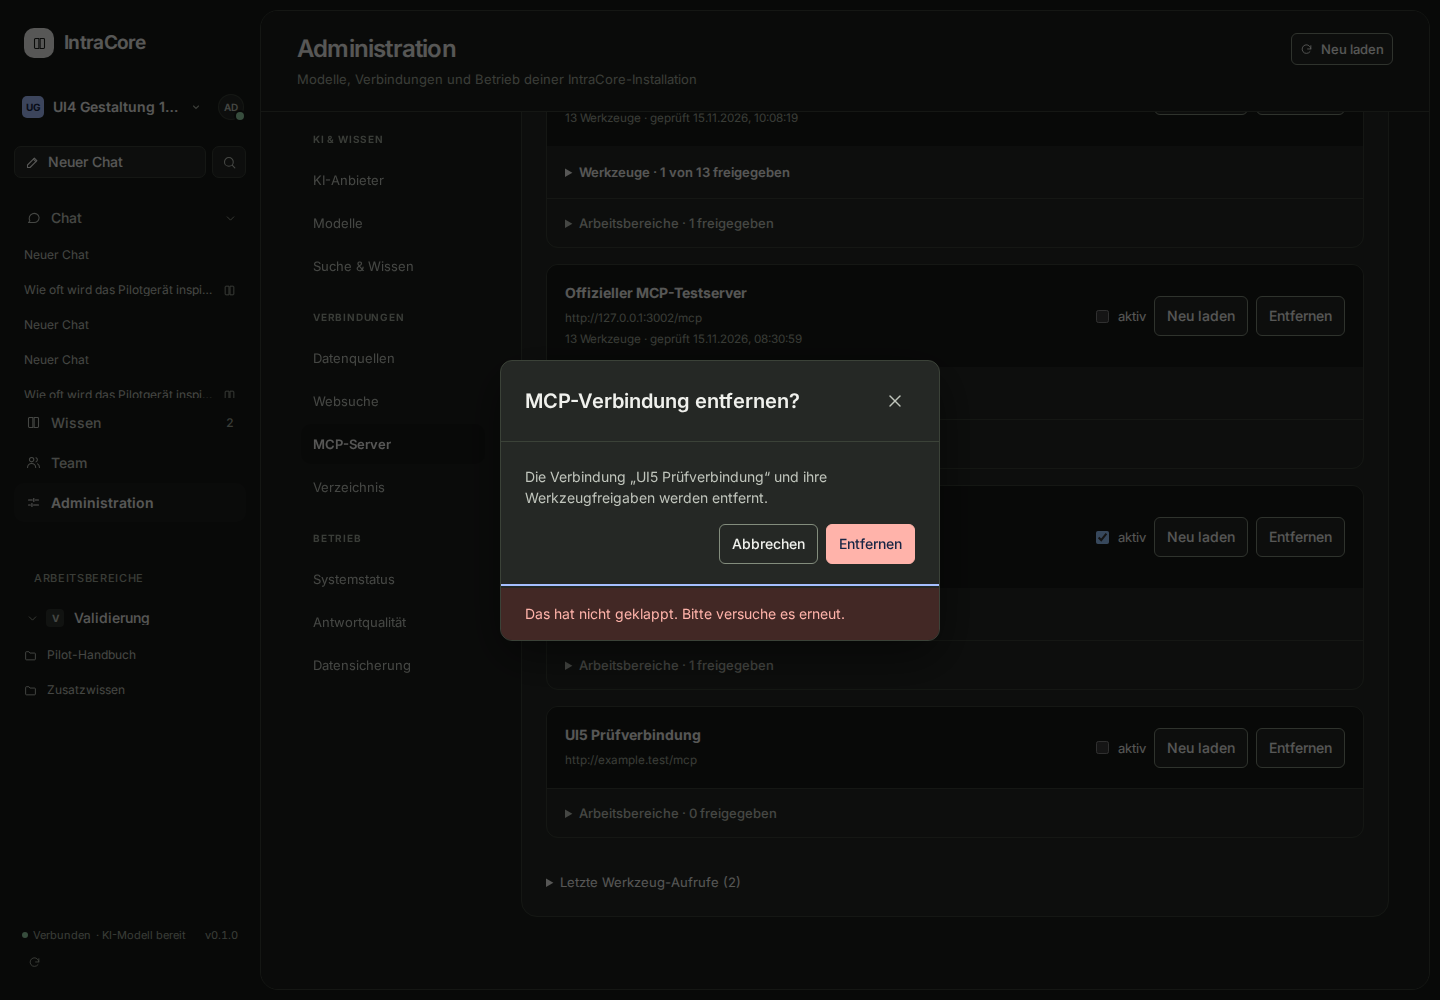 IntraCore
UG UI4 Gestaltung 1... AD
Neuer Chat
Chat
Neuer Chat
Wie oft wird das Pilotgerät inspi...
Neuer Chat
Neuer Chat
Wie oft wird das Pilotgerät inspi...
Wissen 2
Team
Administration
ARBEITSBEREICHE
V Validierung
Pilot-Handbuch
Zusatzwissen
Verbunden · KI-Modell bereit v0.1.0
Administration
Modelle, Verbindungen und Betrieb deiner IntraCore-Installation
Neu laden
KI & WISSEN
KI-Anbieter
Modelle
Suche & Wissen
VERBINDUNGEN
Datenquellen
Websuche
MCP-Server
Verzeichnis
BETRIEB
Systemstatus
Antwortqualität
Datensicherung
13 Werkzeuge · geprüft 15.11.2026, 10:08:19
Werkzeuge · 1 von 13 freigegeben
Arbeitsbereiche · 1 freigegeben
Offizieller MCP-Testserver
http://127.0.0.1:3002/mcp
13 Werkzeuge · geprüft 15.11.2026, 08:30:59
aktiv Neu laden Entfernen
MCP-Verbindung entfernen?
Die Verbindung „UI5 Prüfverbindung“ und ihre
Werkzeugfreigaben werden entfernt.
Abbrechen Entfernen
Das hat nicht geklappt. Bitte versuche es erneut.
aktiv Neu laden Entfernen
Arbeitsbereiche · 1 freigegeben
UI5 Prüfverbindung
http://example.test/mcp
aktiv Neu laden Entfernen
Arbeitsbereiche · 0 freigegeben
Letzte Werkzeug-Aufrufe (2)